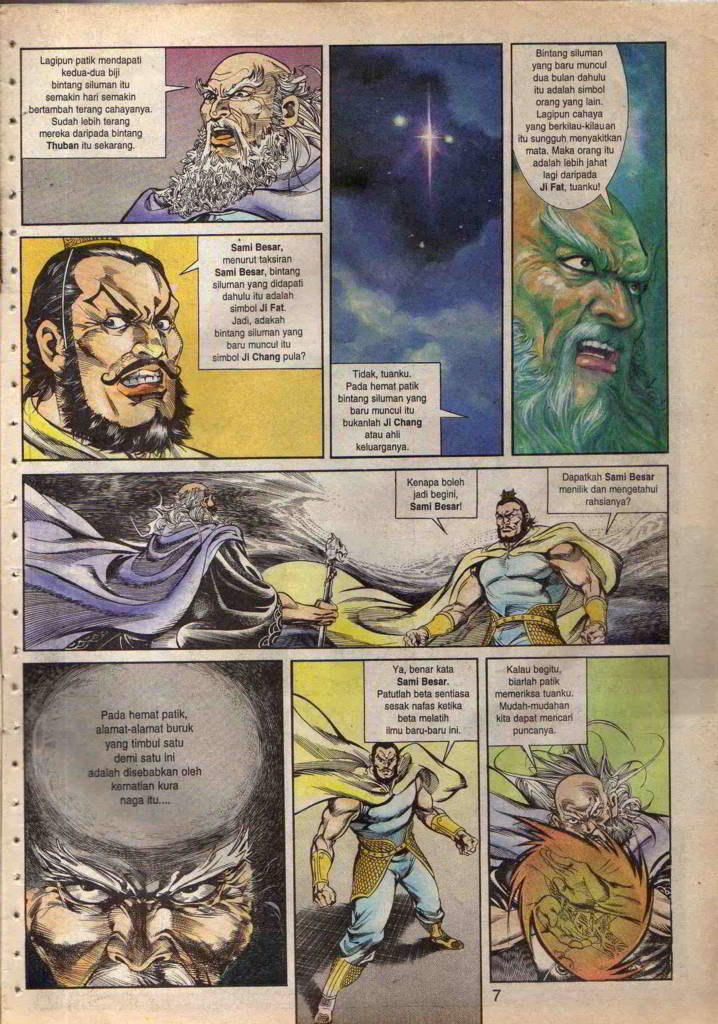 Lagipun patik mendapati
kedua-dua biji
bintang siluman itu
semakin hari semakin
bertambah terang cahayanya.
Sudah lebih terang
mereka daripada bintang
Thuban itu sekarang.
Bintang siluman
yang baru muncul
dua bulan dahulu
itu adalah simbol
orang yang lain.
Lagipun cahaya
yang berkilau-kilauan
itu sungguh menyakitkan
mata. Maka orang itu
adalah lebih jahat
lagi daripada
Ji Fat, tuanku!
Sami Besar,
menurut taksiran
Sami Besar, bintang
siluman yang didapati
dahulu itu adalah
simbol Ji Fat.
Jadi, adakah
bintang siluman yang
baru muncul itu
simbol Ji Chang pula?
Tidak, tuanku.
Pada hemat patik
bintang siluman yang
baru muncul itu
bukanlah Ji Chang
atau ahli
keluarganya.
Kenapa boleh
jadi begini,
Sami Besar!
Dapatkah Sami Besar
menilik dan mengetahui
rahsianya?
Pada hemat patik,
alamat-alamat buruk
yang timbul satu
demi satu ini
adalah disebabkan oleh
kematian kura
naga itu....
Ya, benar kata
Sami Besar.
Patutlah beta sentiasa
sesak nafas ketika
beta melatih
ilmu baru-baru ini.
Kalau begitu,
biarlah patik
memeriksa tuanku.
Mudah-mudahan
kita dapat mencari
puncanya.
7